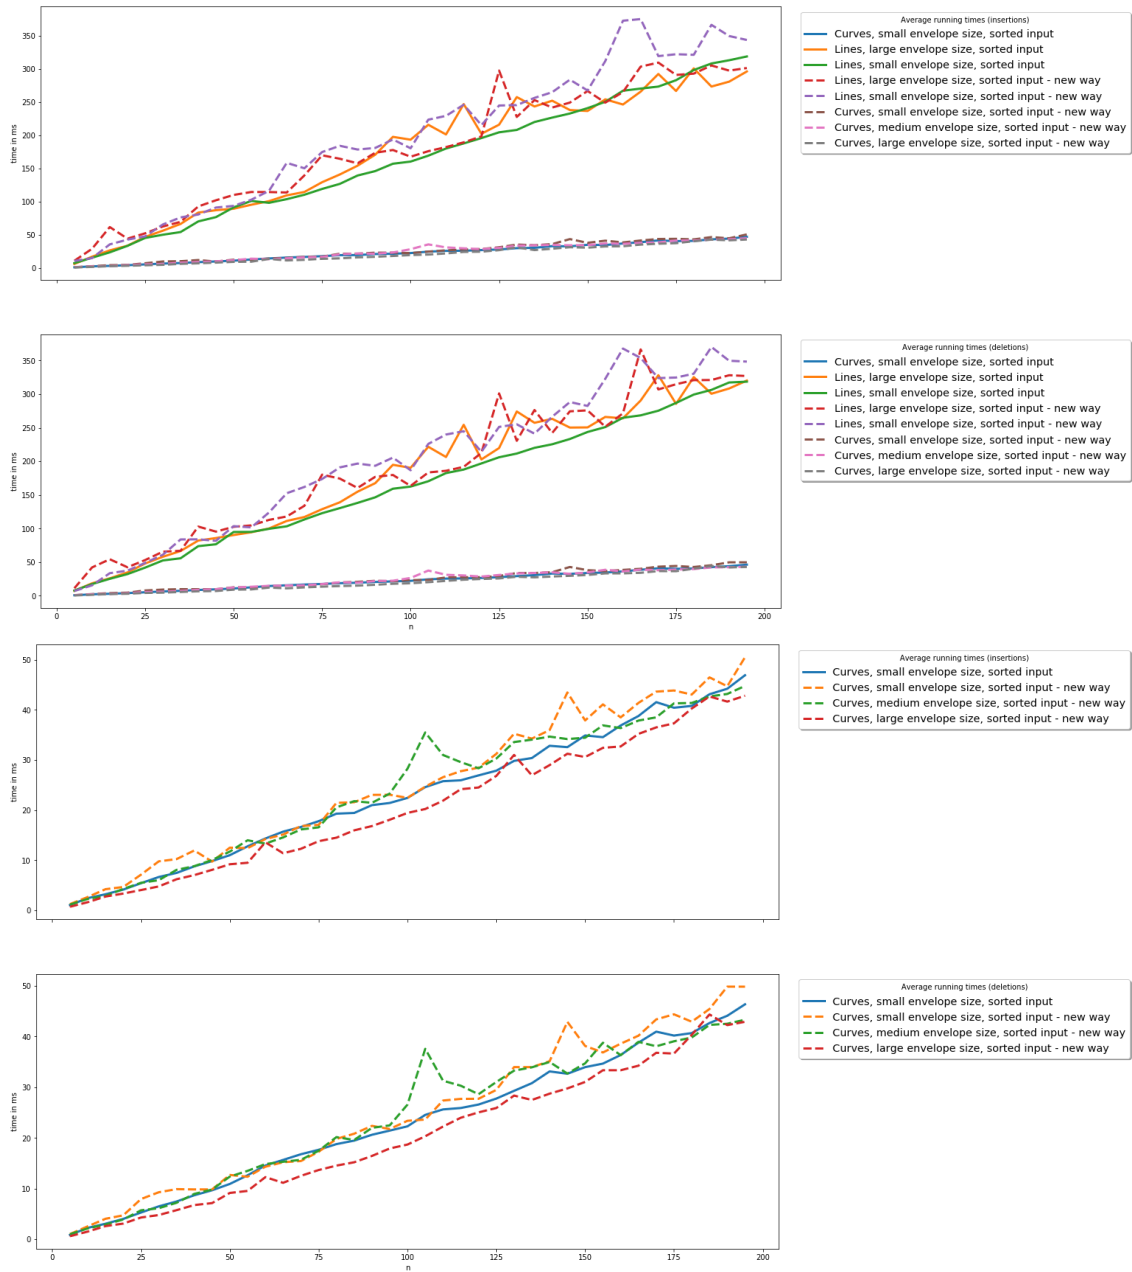 350
300
250
200
150
100
50
0
time in ms
Average running times (insertions)
Curves, small envelope size, sorted input
Lines, large envelope size, sorted input
Lines, small envelope size, sorted input
Lines, large envelope size, sorted input - new way
Lines, small envelope size, sorted input - new way
Curves, small envelope size, sorted input - new way
Curves, medium envelope size, sorted input - new way
Curves, large envelope size, sorted input - new way
350
300
250
200
150
100
50
0
time in ms
0 25 50 75 100 125 150 175 200
n
Average running times (deletions)
Curves, small envelope size, sorted input
Lines, large envelope size, sorted input
Lines, small envelope size, sorted input
Lines, large envelope size, sorted input - new way
Lines, small envelope size, sorted input - new way
Curves, small envelope size, sorted input - new way
Curves, medium envelope size, sorted input - new way
Curves, large envelope size, sorted input - new way
50
40
30
20
10
0
time in ms
Average running times (insertions)
Curves, small envelope size, sorted input
Curves, small envelope size, sorted input - new way
Curves, medium envelope size, sorted input - new way
Curves, large envelope size, sorted input - new way
50
40
30
20
10
0
time in ms
0 25 50 75 100 125 150 175 200
n
Average running times (deletions)
Curves, small envelope size, sorted input
Curves, small envelope size, sorted input - new way
Curves, medium envelope size, sorted input - new way
Curves, large envelope size, sorted input - new way